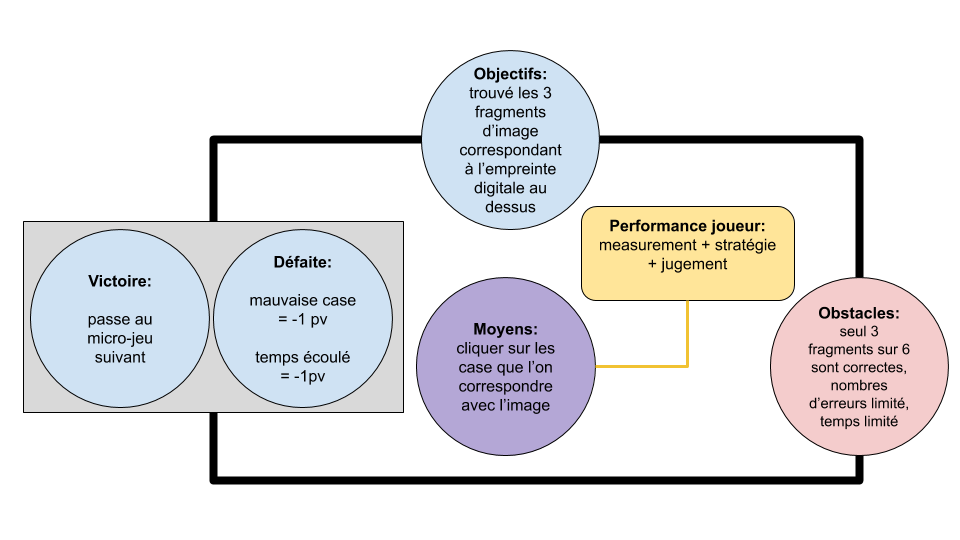 Objectifs:
trouvé les 3
fragments
d'image
correspondant
à l'empreinte
digitale au
dessus
Performance joueur:
measurement + stratégie
+ jugement
Victoire:
passe au
micro-jeu
suivant
Défaite:
mauvaise case
= -1 pv
temps écoulé
= -1pv
Moyens:
cliquer sur les
case que l'on
correspondre
avec l'image
Obstacles:
seul 3
fragments sur 6
sont correctes,
nombres
d'erreurs limité,
temps limité